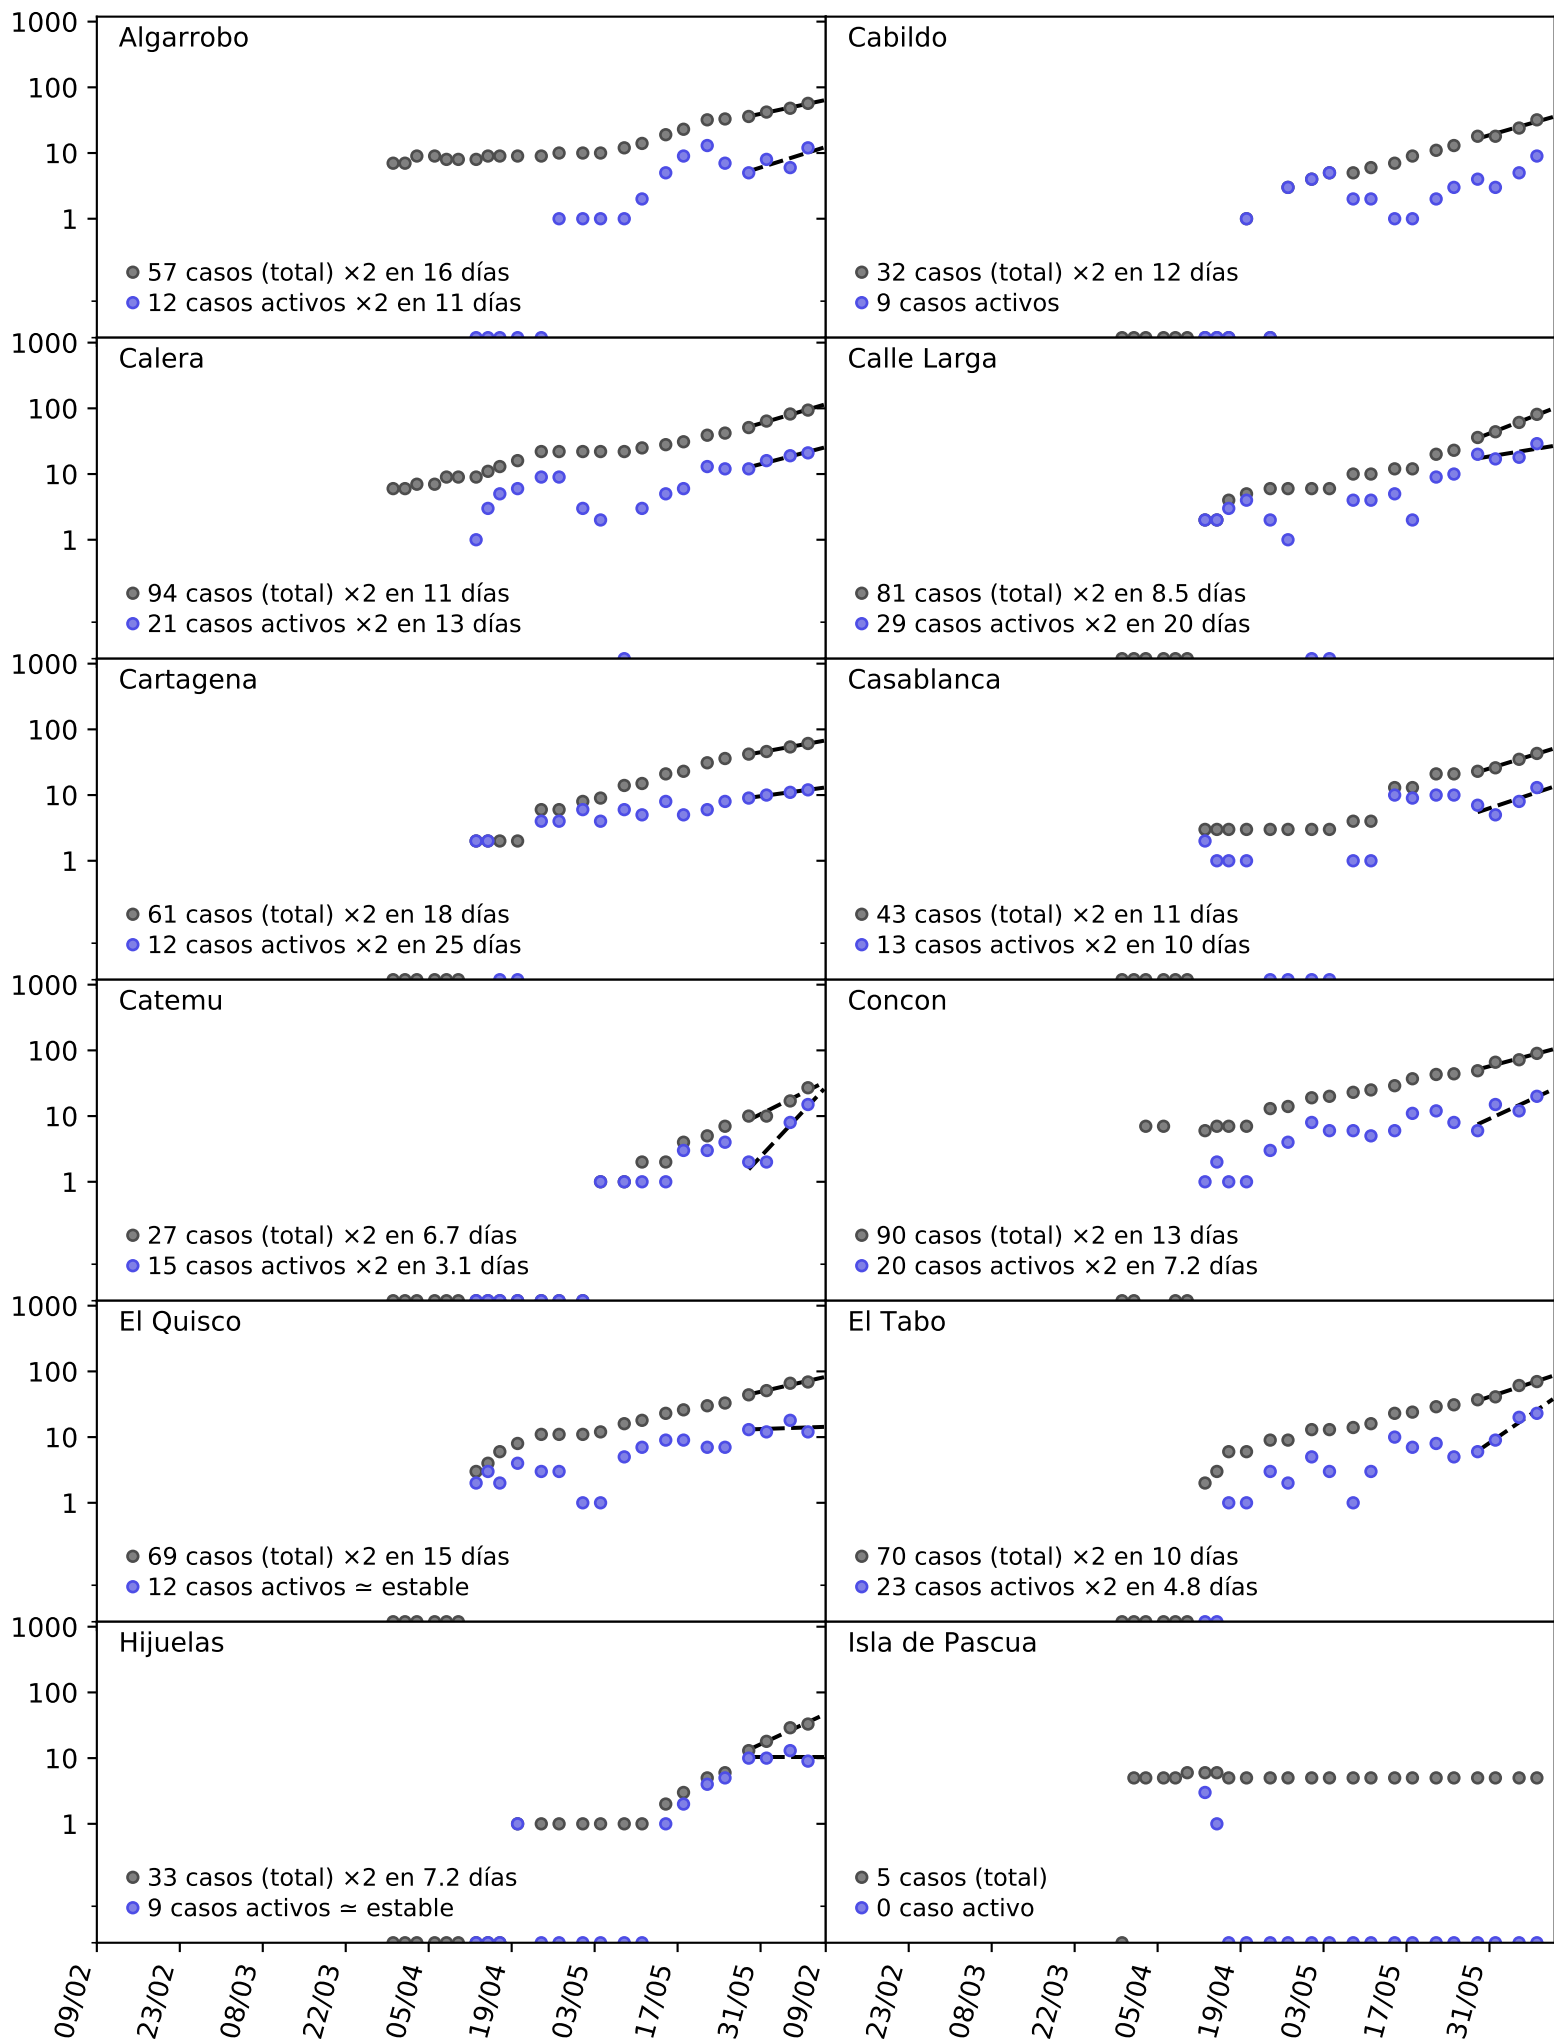 1000
100
10
1
Algarrobo
57 casos (total) ×2 en 16 días
12 casos activos ×2 en 11 días
Cabildo
32 casos (total) ×2 en 12 días
9 casos activos
1000
100
10
1
Calera
94 casos (total) ×2 en 11 días
21 casos activos ×2 en 13 días
Calle Larga
81 casos (total) ×2 en 8.5 días
29 casos activos ×2 en 20 días
1000
100
10
1
Cartagena
61 casos (total) ×2 en 18 días
12 casos activos ×2 en 25 días
Casablanca
43 casos (total) ×2 en 11 días
13 casos activos ×2 en 10 días
1000
100
10
1
Catemu
27 casos (total) ×2 en 6.7 días
15 casos activos ×2 en 3.1 días
Concon
90 casos (total) ×2 en 13 días
20 casos activos ×2 en 7.2 días
1000
100
10
1
El Quisco
69 casos (total) ×2 en 15 días
12 casos activos ≃ estable
El Tabo
70 casos (total) ×2 en 10 días
23 casos activos ×2 en 4.8 días
1000
100
10
1
Hijuelas
33 casos (total) ×2 en 7.2 días
9 casos activos ≃ estable
Isla de Pascua
5 casos (total)
0 caso activo
09/02
23/02
08/03
22/03
05/04
19/04
03/05
17/05
31/05
09/02
23/02
08/03
22/03
05/04
19/04
03/05
17/05
31/05